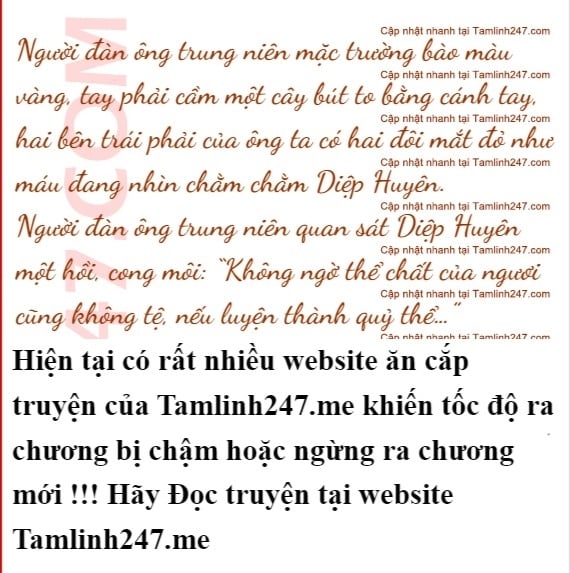 Cập nhật nhanh tại Tamlinh247.com
Người đàn ông trung niên mặc trường bào màu
Cập nhật nhanh tại Tamlinh247.com
vàng, tay phải cầm một cây bút to bằng cánh tay,
Cập nhật nhanh tại Tamlinh247.com
hai bên trái phải của ông ta có hai đôi mắt đỏ như
Cập nhật nhanh tại Tamlinh247.com
máu đang nhìn chằm chằm Diệp Huyên.
Cập nhật nhanh tại Tamlinh247.com
Người đàn ông trung niên quan sát Diệp Huyên
Cập nhật nhanh tại Tamlinh247.com
một hồi, cong môi: “Không ngờ thể chất của ngươi
Cập nhật nhanh tại Tamlinh247.com
cũng không tệ, nếu luyện thành quỷ thể...”
Cập nhật nhanh tại Tamlinh247.com
47.COM
Hiện tại có rất nhiều website ăn cắp
truyện của Tamlinh247.me khiến tốc độ ra
chương bị chậm hoặc ngừng ra chương
mới !!! Hãy Đọc truyện tại website
Tamlinh247.me